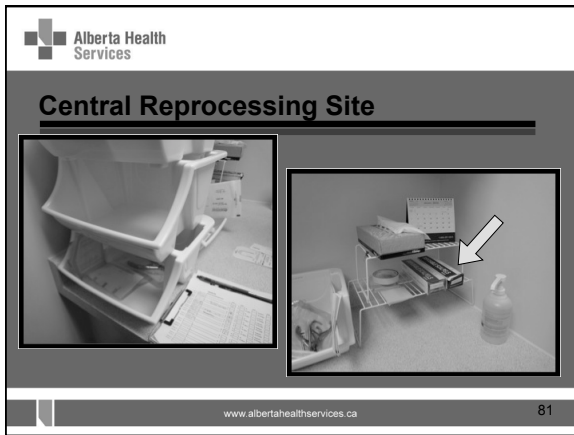 Alberta Health
Services
Central Reprocessing Site
www.albertahealthservices.ca
81